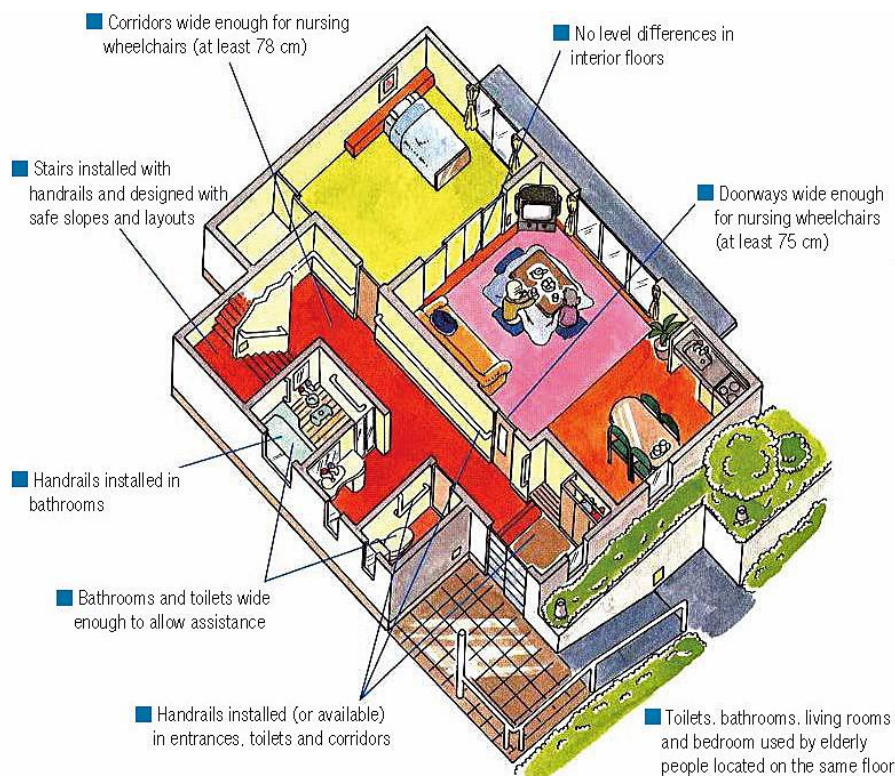 Corridors wide enough for nursing
wheelchairs (at least 78 cm)
No level differences in
interior floors
Stairs installed with
handrails and designed with
safe slopes and layouts
Doorways wide enough
for nursing wheelchairs
(at least 75 cm)
Handrails installed in
bathrooms
Bathrooms and toilets wide
enough to allow assistance
Handrails installed (or available)
in entrances, toilets and corridors
Toilets, bathrooms, living rooms
and bedroom used by elderly
people located on the same floor